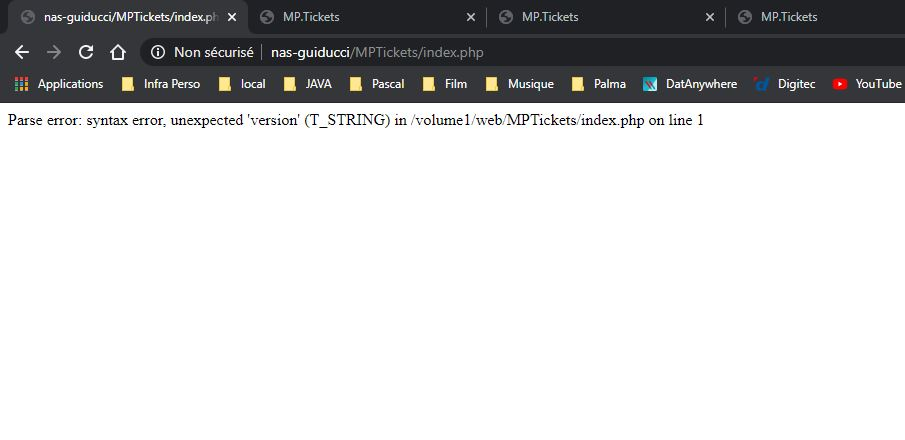 nas-guiducci/MPTickets/index.ph
MP.Tickets
MP.Tickets
MP.Tickets
Non sécurisé | nas-guiducci/MPTickets/index.php
Applications Infra Perso local JAVA Pascal Film Musique Palma DatAnywhere Digitec YouTube
Parse error: syntax error, unexpected 'version' (T_STRING) in /volume1/web/MPTickets/index.php on line 1